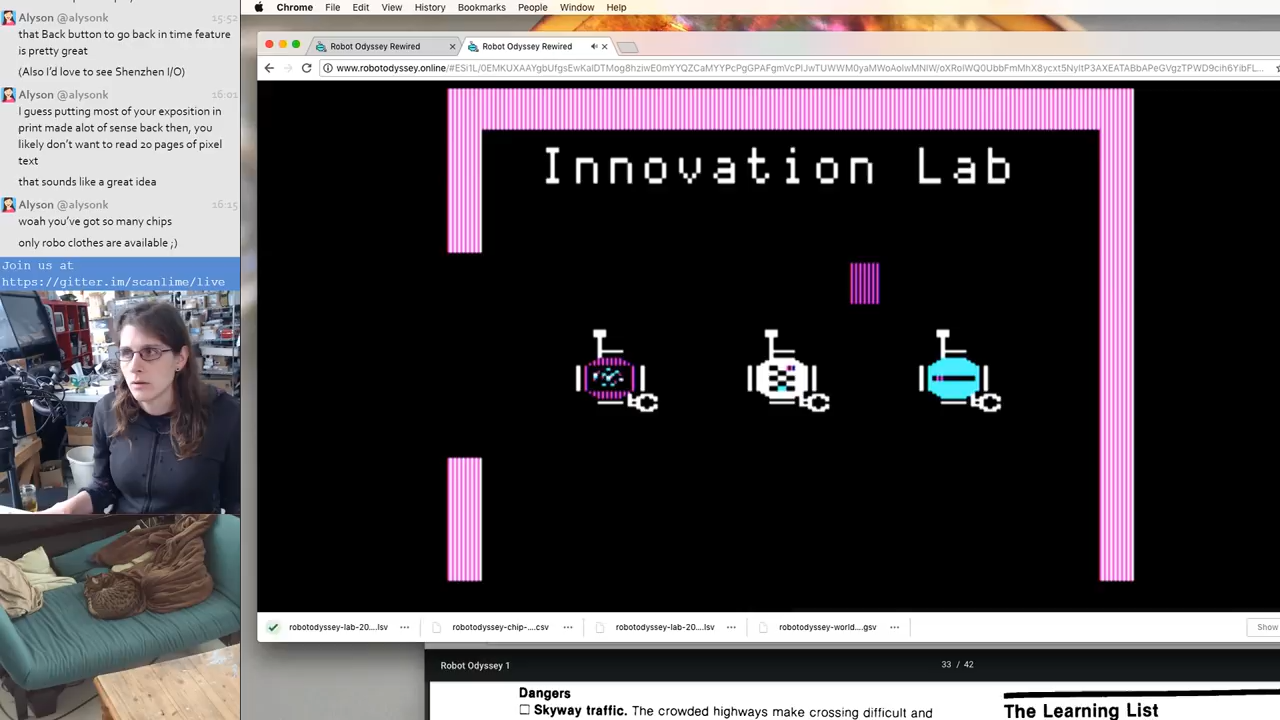 Alyson @alysonk 15:52
that Back button to go back in time feature
is pretty great
(Also I'd love to see Shenzhen I/O)
Alyson @alysonk 16:01
I guess putting most of your exposition in
print made alot of sense back then, you
likely don't want to read 20 pages of pixel
text
that sounds like a great idea
Alyson @alysonk 16:15
woah you've got so many chips
only robo clothes are available ;)
Join us at
https://gitter.im/scanlime/live
Chrome File Edit View History Bookmarks People Window Help
Robot Odyssey Rewired
Robot Odyssey Rewired
Innovation Lab
robotodyssey-lab-20....lsv
robotodyssey-chip-....csv
robotodyssey-lab-20....lsv
robotodyssey-world....gsv
Show
Robot Odyssey 1
33 / 42
Dangers
Skyway traffic. The crowded highways make crossing difficult and
The Learning List